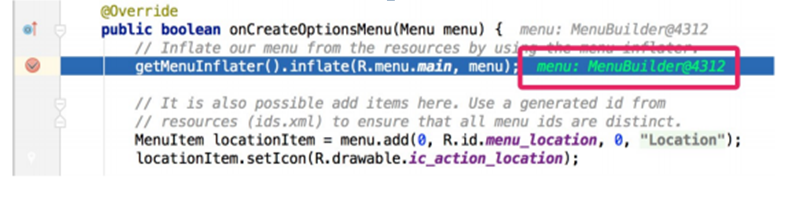 @Override
public boolean onCreateOptionsMenu(Menu menu) { menu: MenuBuilder@4312
// Inflate our menu from the resources by using the menu inflater.
getMenuInflater().inflate(R.menu.main, menu); menu: MenuBuilder@4312
// It is also possible add items here. Use a generated id from
// resources (ids.xml) to ensure that all menu ids are distinct.
MenuItem locationItem = menu.add(0, R.id.menu_location, 0, "Location");
locationItem.setIcon(R.drawable.ic_action_location);